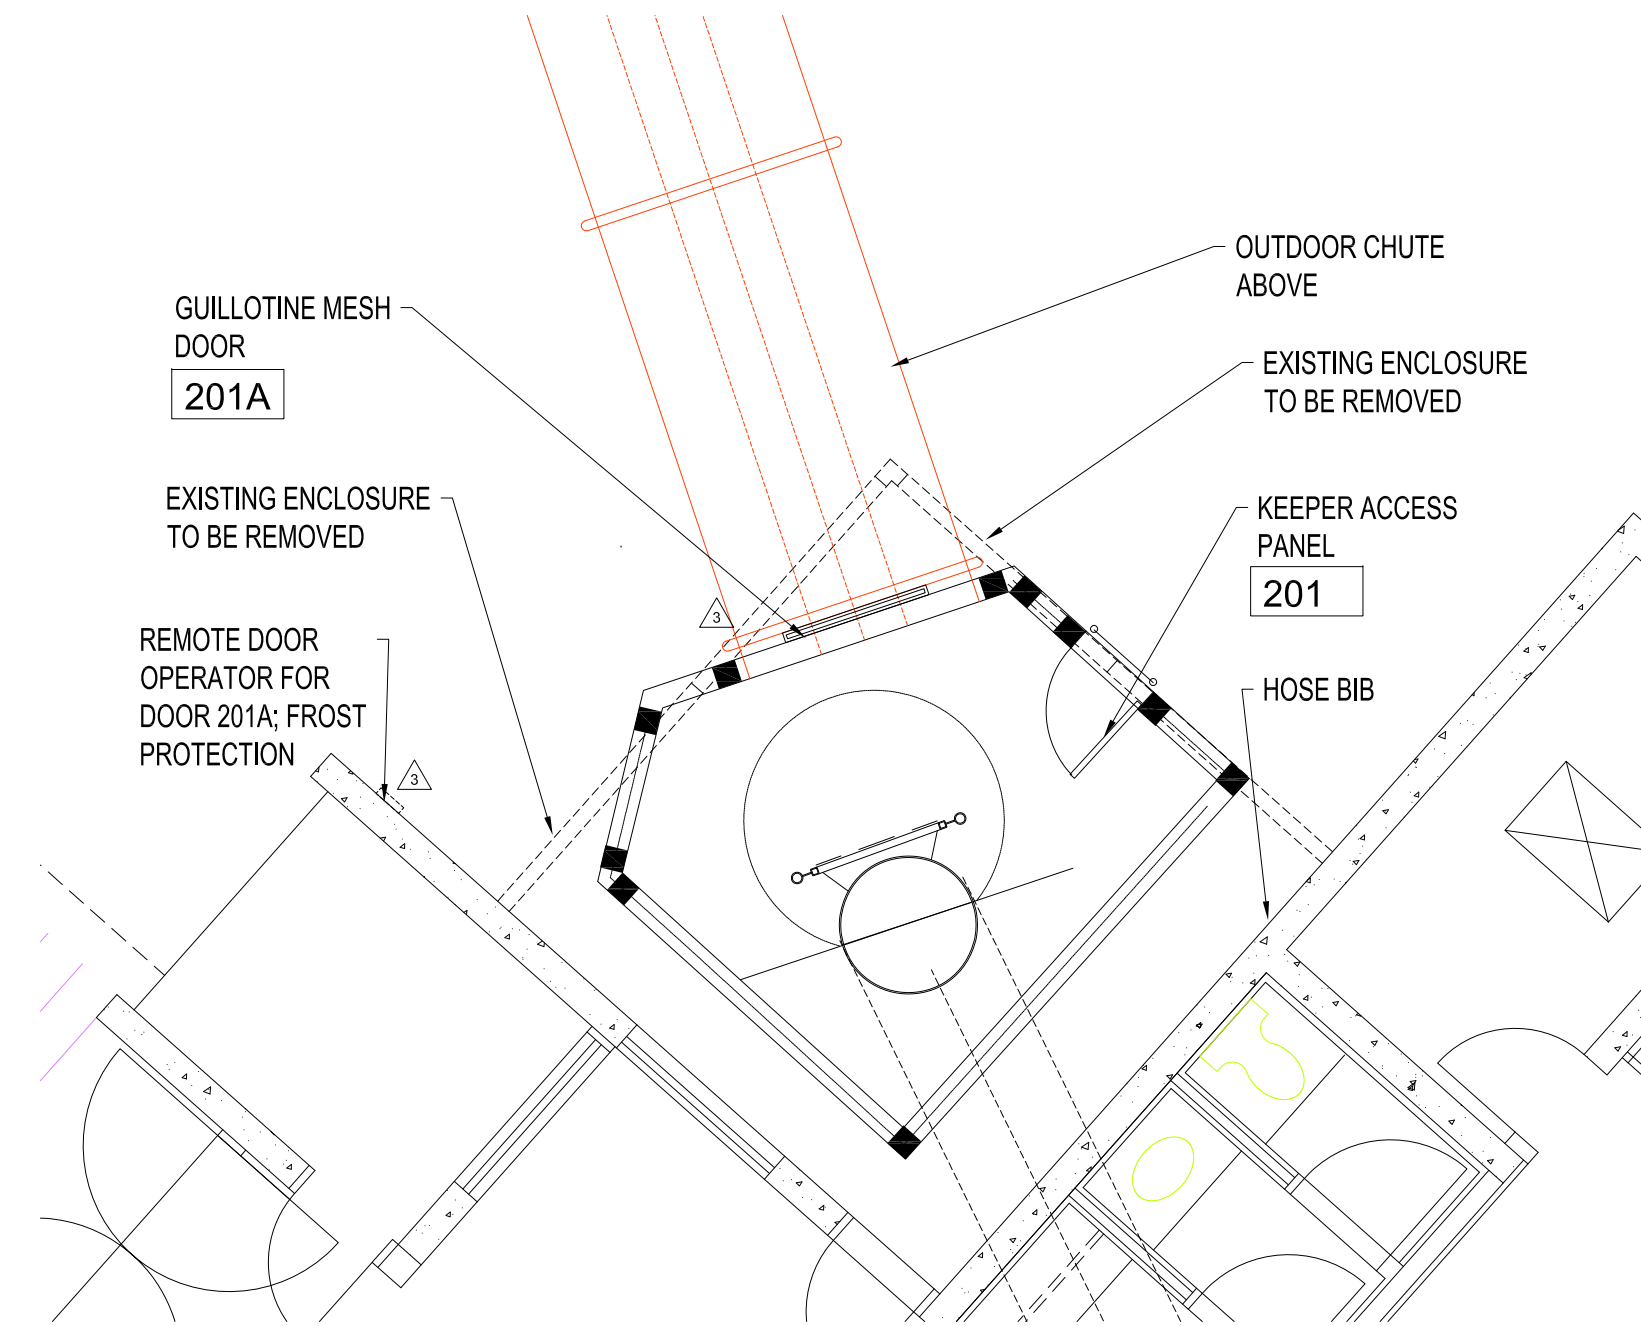 OUTDOOR CHUTE
ABOVE
GUILLOTINE MESH
DOOR
201A
EXISTING ENCLOSURE
TO BE REMOVED
EXISTING ENCLOSURE
TO BE REMOVED
KEEPER ACCESS
PANEL
201
3
REMOTE DOOR
OPERATOR FOR
DOOR 201A; FROST
PROTECTION
3
HOSE BIB